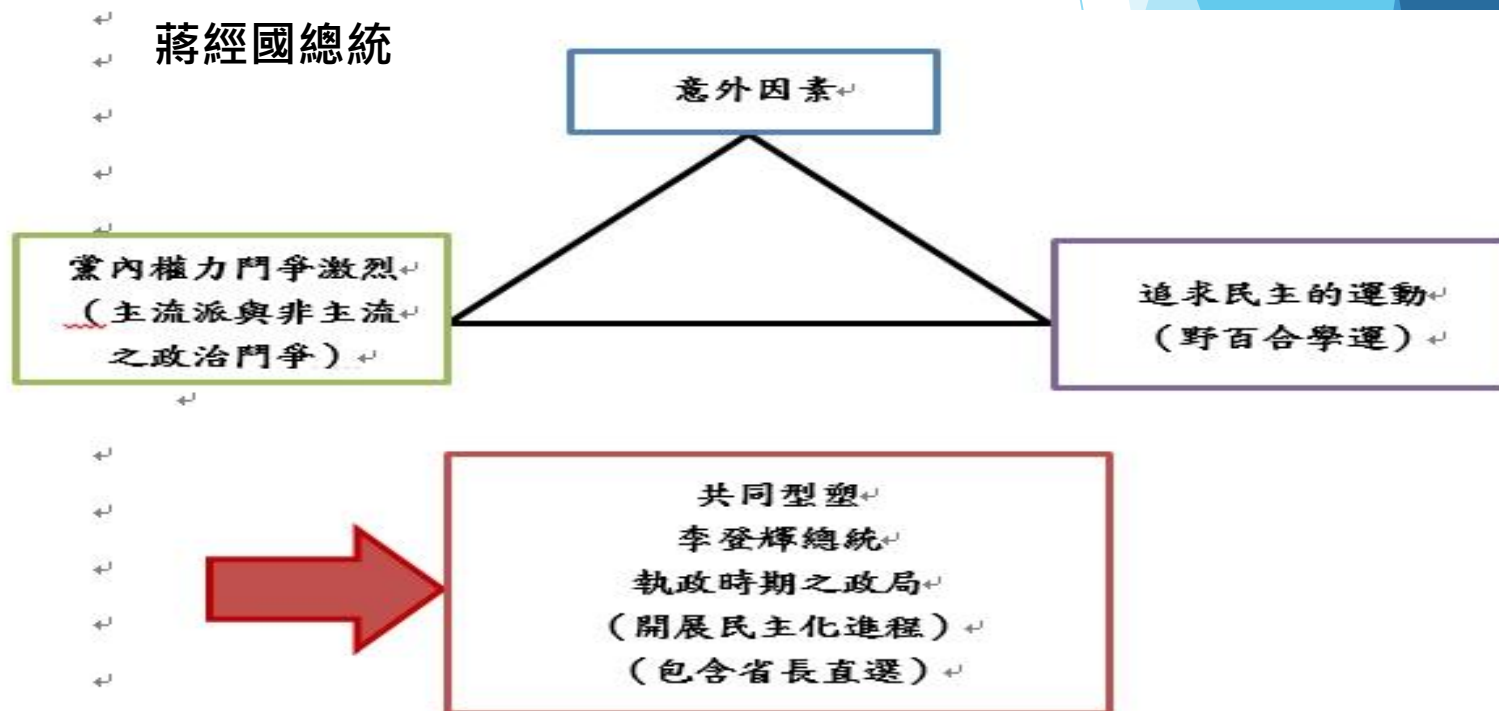 蔣經國總統
意外因素
黨內權力鬥爭激烈
（主流派與非主流
之政治鬥爭）
追求民主的運動
（野百合學運）
共同型塑
李登輝總統
執政時期之政局
（開展民主化進程）
（包含省長直選）